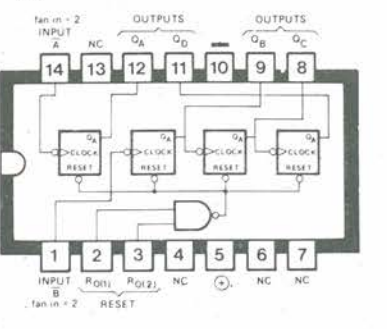 fan in = 2 OUTPUTS OUTPUTS
INPUT
A NC QA QD QB QC
14 13 12 11 10 9 8
QA QA QA QA
CLOCK CLOCK CLOCK CLOCK
RESET RESET RESET RESET
1 2 3 4 5 6 7
INPUT RO(1) RO(2) NC +. NC NC
B
fan in = 2 RESET